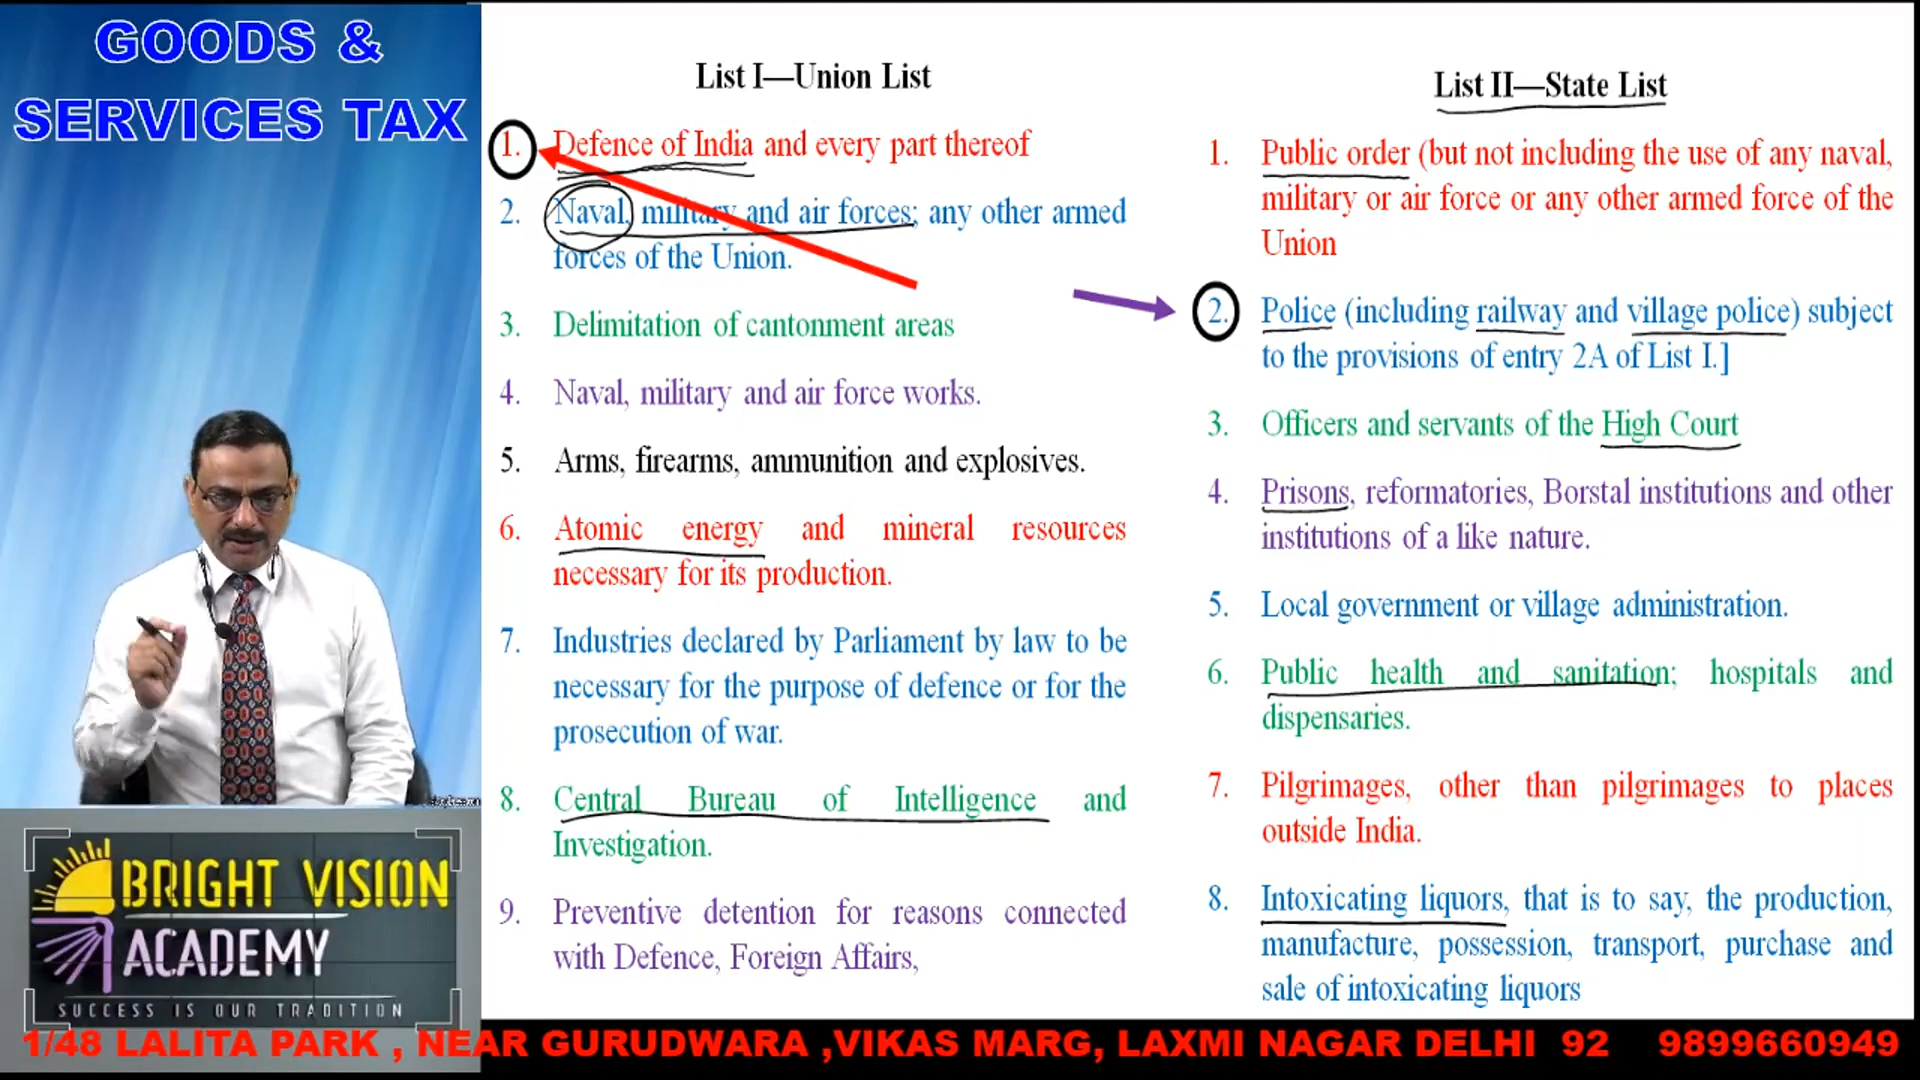 GOODS &
SERVICES TAX
List I—Union List
1. Defence of India and every part thereof
2. Naval, military and air forces; any other armed
forces of the Union.
3. Delimitation of cantonment areas
4. Naval, military and air force works.
5. Arms, firearms, ammunition and explosives.
6. Atomic energy and mineral resources
necessary for its production.
7. Industries declared by Parliament by law to be
necessary for the purpose of defence or for the
prosecution of war.
8. Central Bureau of Intelligence and
Investigation.
9. Preventive detention for reasons connected
with Defence, Foreign Affairs,
List II—State List
1. Public order (but not including the use of any naval,
military or air force or any other armed force of the
Union
2. Police (including railway and village police) subject
to the provisions of entry 2A of List I.]
3. Officers and servants of the High Court
4. Prisons, reformatories, Borstal institutions and other
institutions of a like nature.
5. Local government or village administration.
6. Public health and sanitation; hospitals and
dispensaries.
7. Pilgrimages, other than pilgrimages to places
outside India.
8. Intoxicating liquors, that is to say, the production,
manufacture, possession, transport, purchase and
sale of intoxicating liquors
BRIGHT VISION
ACADEMY
SUCCESS IS OUR TRADITION
1/48 LALITA PARK , NEAR GURUDWARA ,VIKAS MARG, LAXMI NAGAR DELHI 92 9899660949